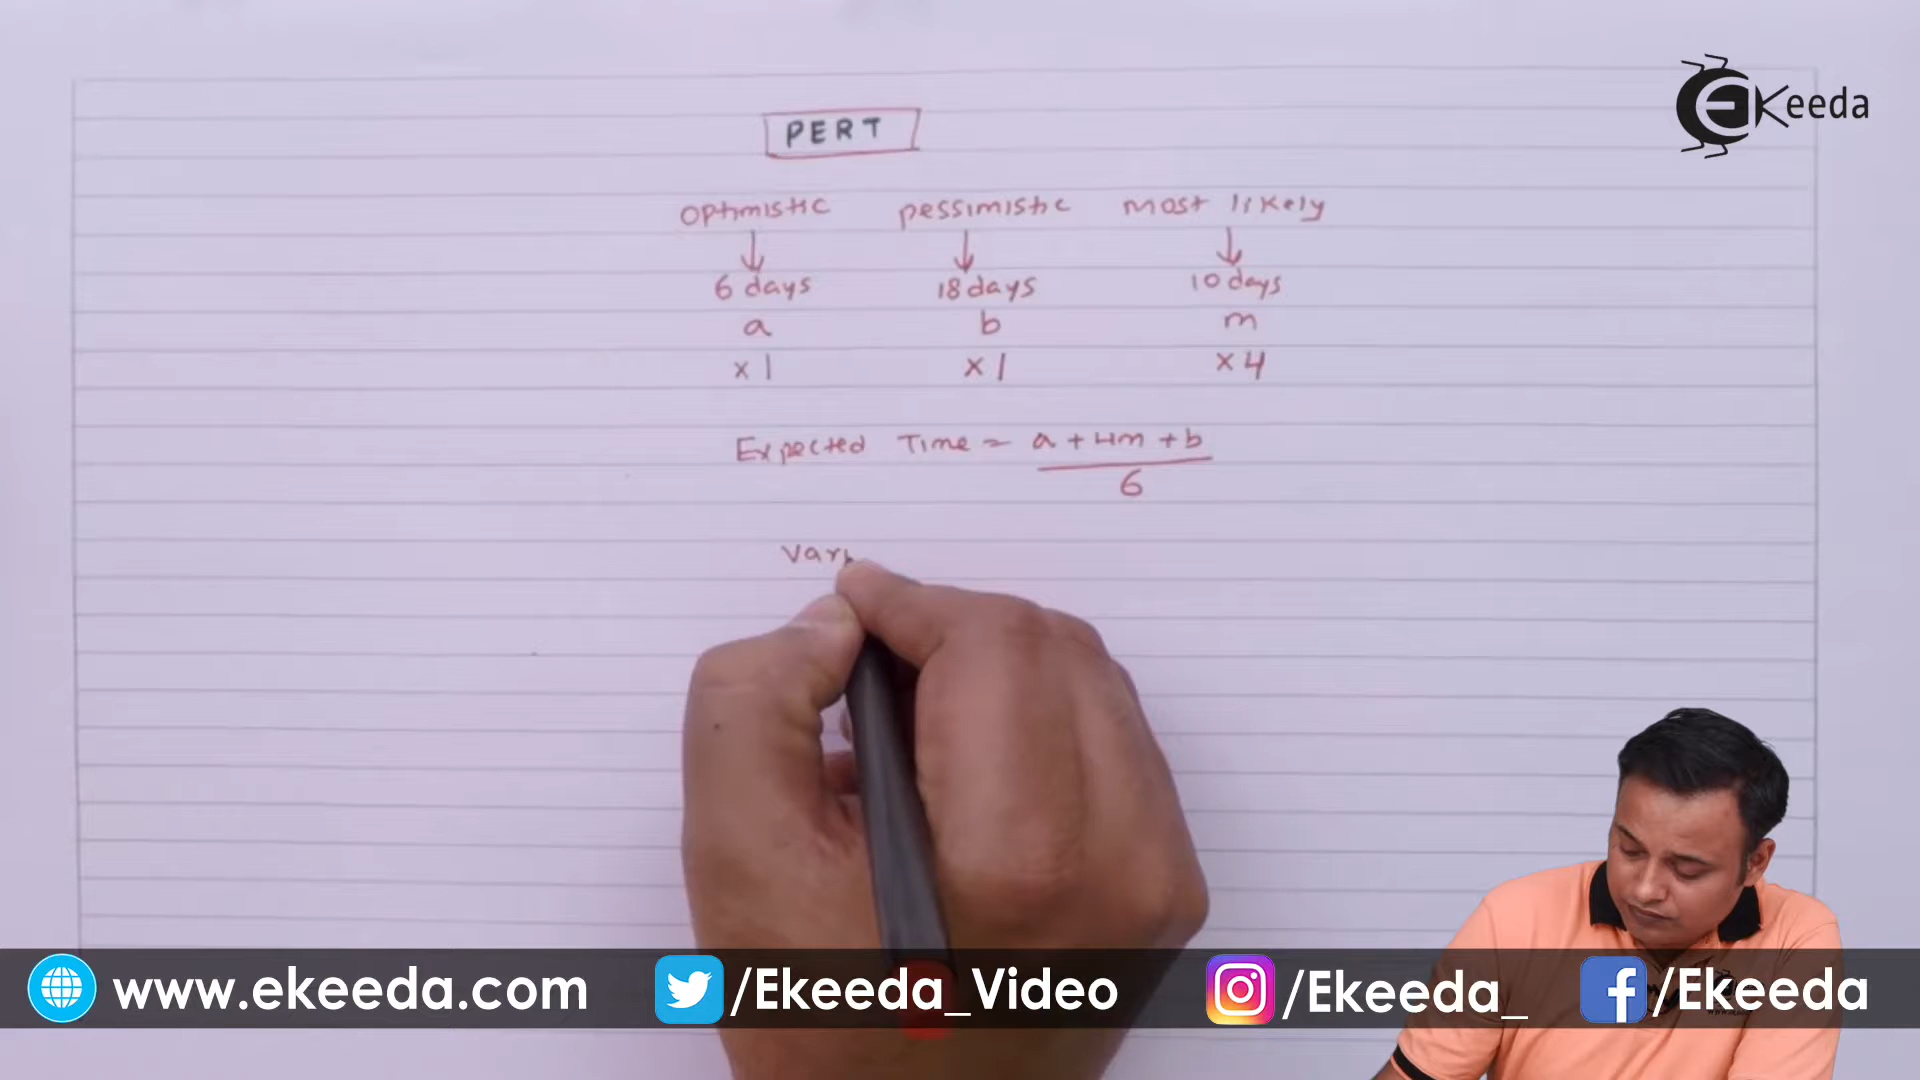 EKeeda
PERT
optimistic pessimistic most likely
6 days 18 days 10 days
a b m
x 1 x 1 x 4
Expected Time = a + 4m + b
6
Vari
www.ekeeda.com /Ekeeda_Video /Ekeeda_ /Ekeeda